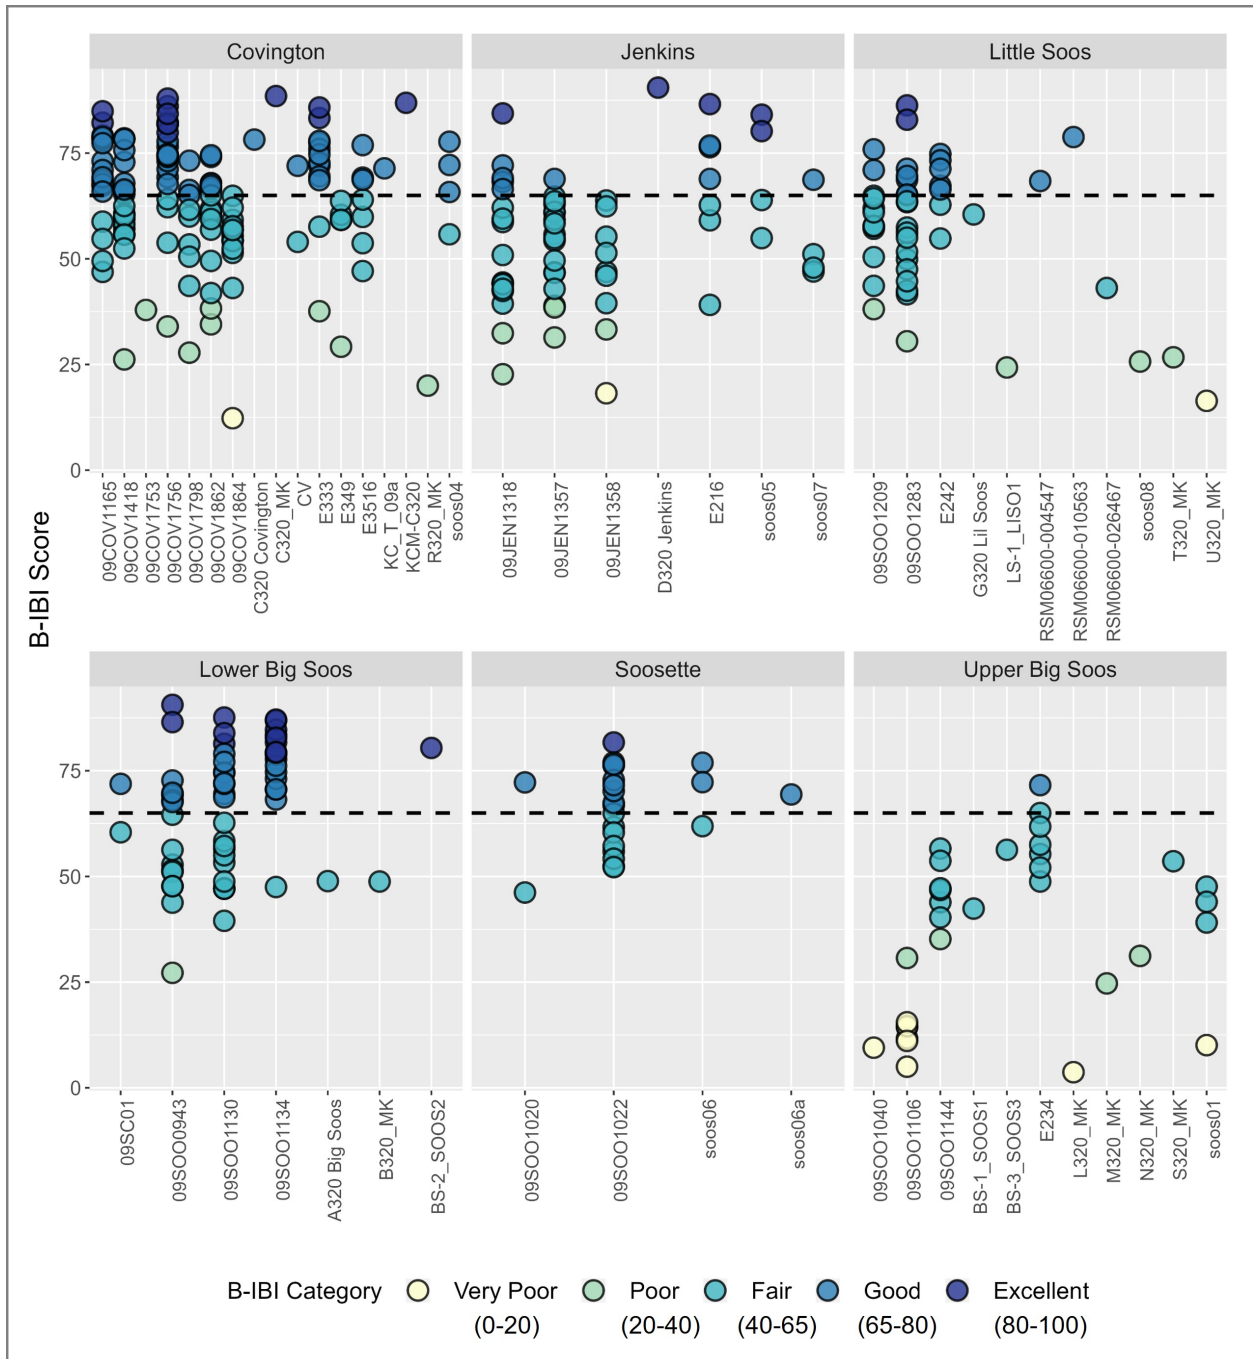 Covington
Jenkins
Little Soos
75
50
25
0
09COV1165
09COV1418
09COV1753
09COV1756
09COV1798
09COV1862
09COV1864
C320 Covington
C320_MK
CV
E333
E349
E3516
KC_T_09a
KCM-C320
R320_MK
soos04
09JEN1318
09JEN1357
09JEN1358
D320 Jenkins
E216
soos05
soos07
09SOO1209
09SOO1283
E242
G320 Lil Soos
LS-1_LISO1
RSM06600-004547
RSM06600-010563
RSM06600-026467
soos08
T320_MK
U320_MK
B-IBI Score
Lower Big Soos
Soosette
Upper Big Soos
75
50
25
0
09SC01
09SOO0943
09SOO1130
09SOO1134
A320 Big Soos
B320_MK
BS-2_SOOS2
09SOO1020
09SOO1022
soos06
soos06a
09SOO1040
09SOO1106
09SOO1144
BS-1_SOOS1
BS-3_SOOS3
E234
L320_MK
M320_MK
N320_MK
S320_MK
soos01
B-IBI Category Very Poor Poor Fair Good Excellent
(0-20) (20-40) (40-65) (65-80) (80-100)